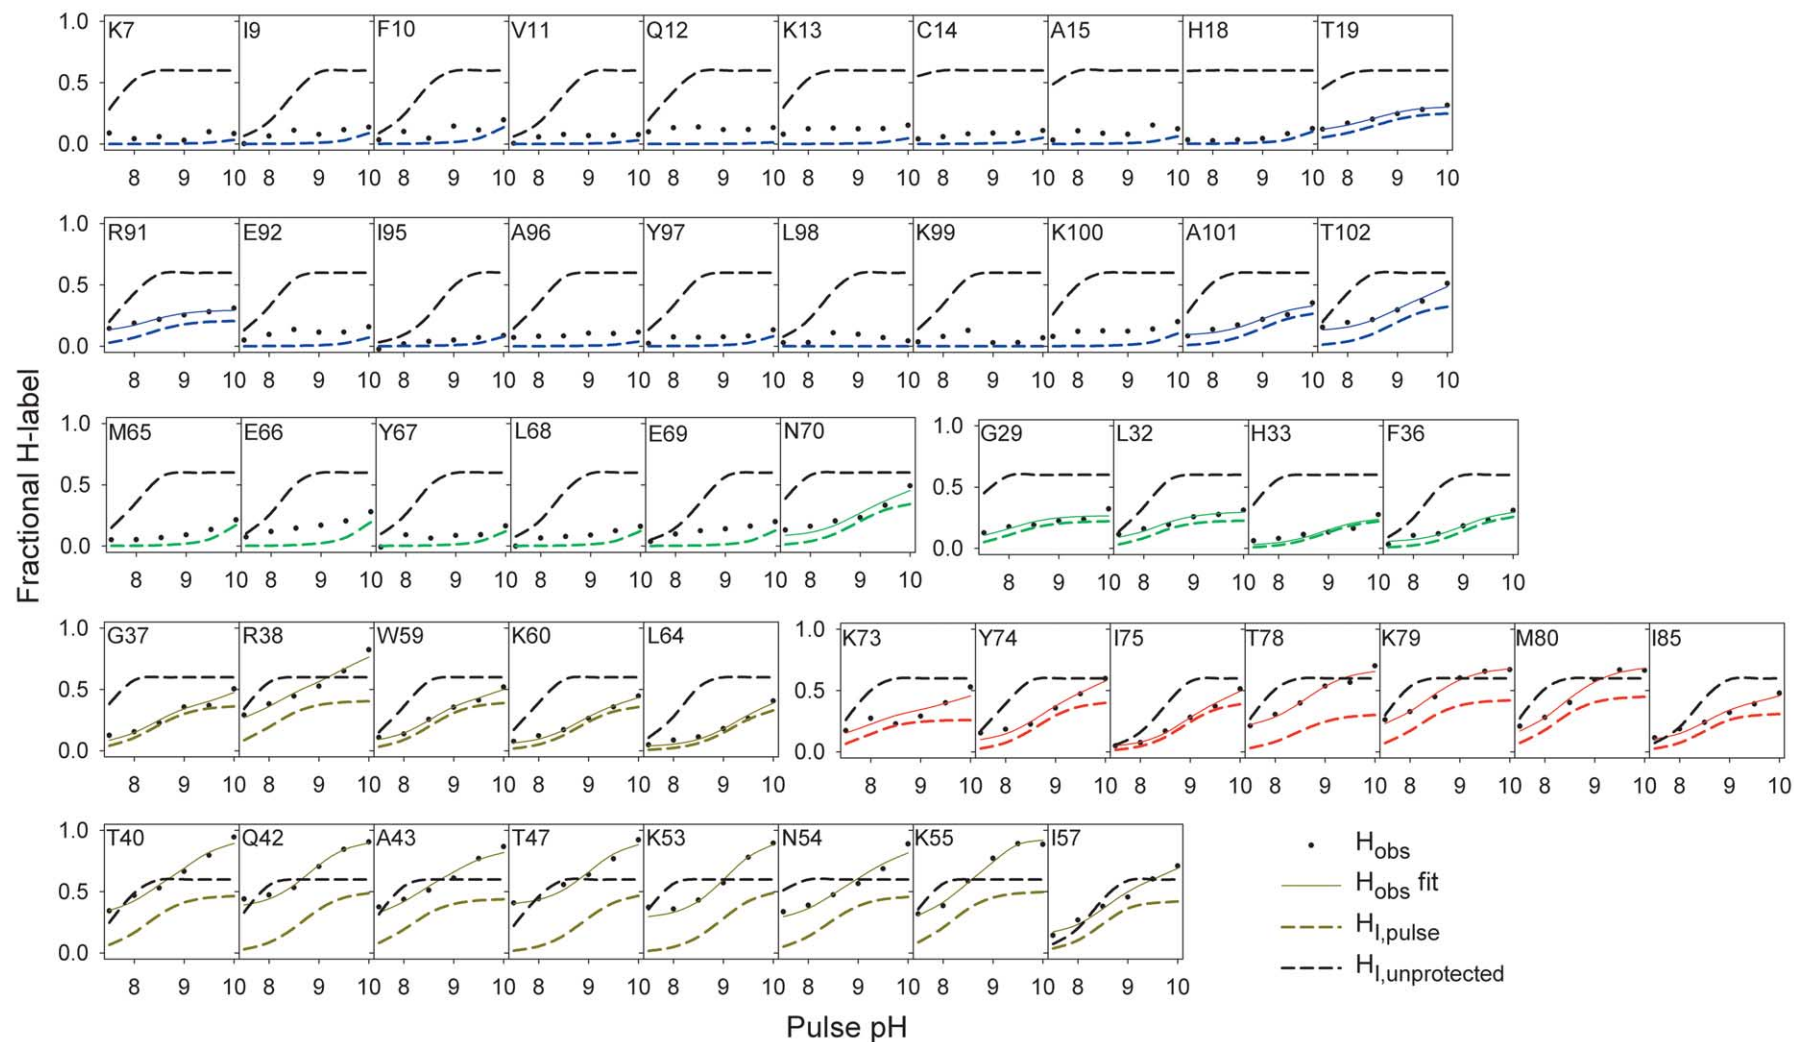 Fractional H-label
K7 I9 F10 V11 Q12 K13 C14 A15 H18 T19
1.0
0.5
0.0
8 9 10 8 9 10 8 9 10 8 9 10 8 9 10 8 9 10 8 9 10 8 9 10 8 9 10 8 9 10
R91 E92 I95 A96 Y97 L98 K99 K100 A101 T102
1.0
0.5
0.0
8 9 10 8 9 10 8 9 10 8 9 10 8 9 10 8 9 10 8 9 10 8 9 10 8 9 10 8 9 10
M65 E66 Y67 L68 E69 N70
1.0
0.5
0.0
8 9 10 8 9 10 8 9 10 8 9 10 8 9 10 8 9 10
G29 L32 H33 F36
1.0
0.5
0.0
8 9 10 8 9 10 8 9 10 8 9 10
G37 R38 W59 K60 L64
1.0
0.5
0.0
8 9 10 8 9 10 8 9 10 8 9 10 8 9 10
K73 Y74 I75 T78 K79 M80 I85
1.0
0.5
0.0
8 9 10 8 9 10 8 9 10 8 9 10 8 9 10 8 9 10 8 9 10
T40 Q42 A43 T47 K53 N54 K55 I57
1.0
0.5
0.0
8 9 10 8 9 10 8 9 10 8 9 10 8 9 10 8 9 10 8 9 10 8 9 10
Hobs
Hobs fit
HI,pulse
HI,unprotected
Pulse pH